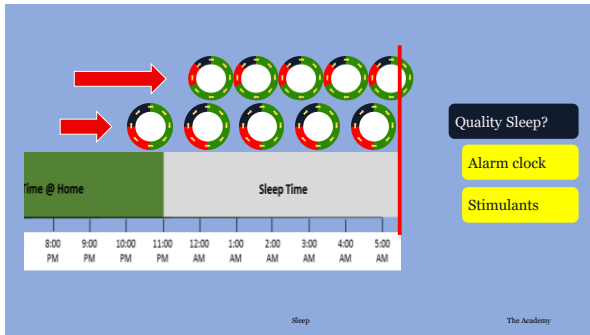 Quality Sleep?
Alarm clock
Stimulants
Time @ Home
Sleep Time
8:00 PM
9:00 PM
10:00 PM
11:00 PM
12:00 AM
1:00 AM
2:00 AM
3:00 AM
4:00 AM
5:00 AM
Sleep
The Academy